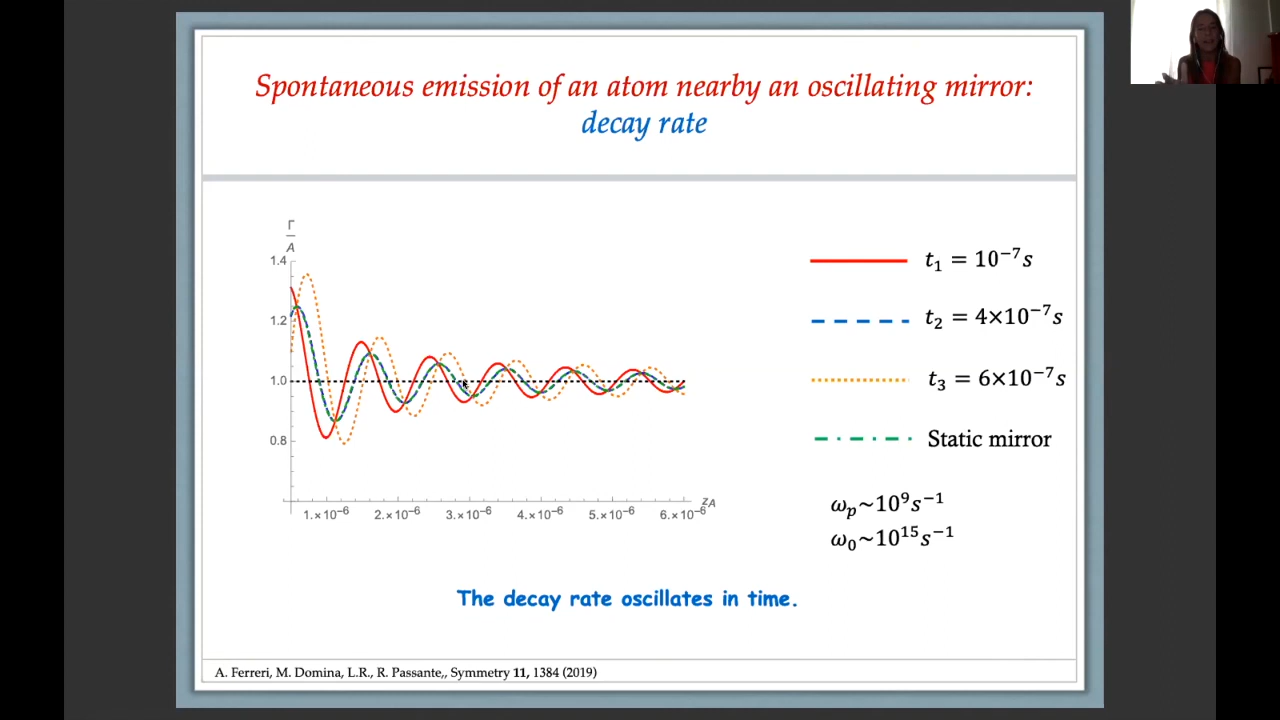 Spontaneous emission of an atom nearby an oscillating mirror:
decay rate
Γ
A
1.4
1.2
1.0
0.8
1.×10⁻⁶ 2.×10⁻⁶ 3.×10⁻⁶ 4.×10⁻⁶ 5.×10⁻⁶ 6.×10⁻⁶
z_A
t₁ = 10⁻⁷s
t₂ = 4×10⁻⁷s
t₃ = 6×10⁻⁷s
Static mirror
ωₚ~10⁹s⁻¹
ω₀~10¹⁵s⁻¹
The decay rate oscillates in time.
A. Ferreri, M. Domina, L.R., R. Passante,, Symmetry 11, 1384 (2019)